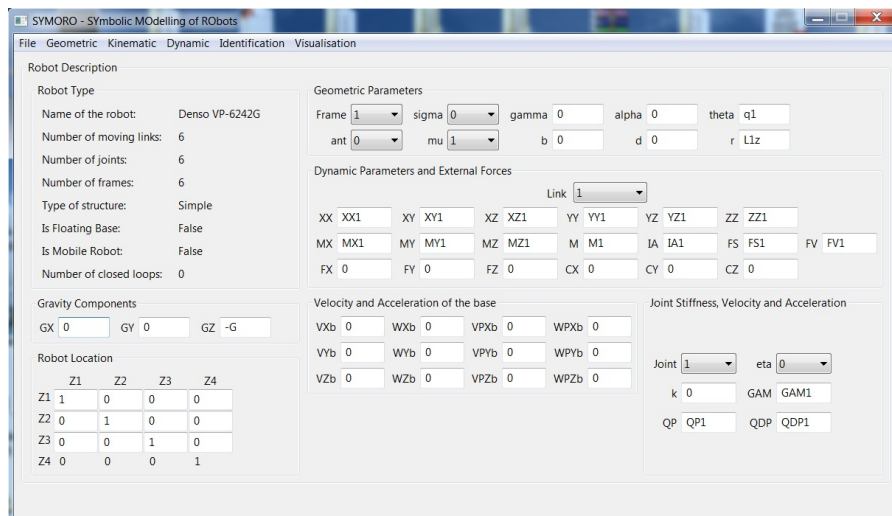 SYMORO - SYmbolic MOdelling of RObots
File Geometric Kinematic Dynamic Identification Visualisation
Robot Description
Robot Type
Name of the robot: Denso VP-6242G
Number of moving links: 6
Number of joints: 6
Number of frames: 6
Type of structure: Simple
Is Floating Base: False
Is Mobile Robot: False
Number of closed loops: 0
Geometric Parameters
Frame 1 sigma 0 gamma 0 alpha 0 theta q1
ant 0 mu 1 b 0 d 0 r L1z
Dynamic Parameters and External Forces
Link 1
XX XX1 XY XY1 XZ XZ1 YY YY1 YZ YZ1 ZZ ZZ1
MX MX1 MY MY1 MZ MZ1 M M1 IA IA1 FS FS1 FV FV1
FX 0 FY 0 FZ 0 CX 0 CY 0 CZ 0
Gravity Components
GX 0 GY 0 GZ -G
Robot Location
Z1 Z2 Z3 Z4
Z1 1 0 0 0
Z2 0 1 0 0
Z3 0 0 1 0
Z4 0 0 0 1
Velocity and Acceleration of the base
VXb 0 WXb 0 VPXb 0 WPXb 0
VYb 0 WYb 0 VPYb 0 WPYb 0
VZb 0 WZb 0 VPZb 0 WPZb 0
Joint Stiffness, Velocity and Acceleration
Joint 1 eta 0
k 0 GAM GAM1
QP QP1 QDP QDP1